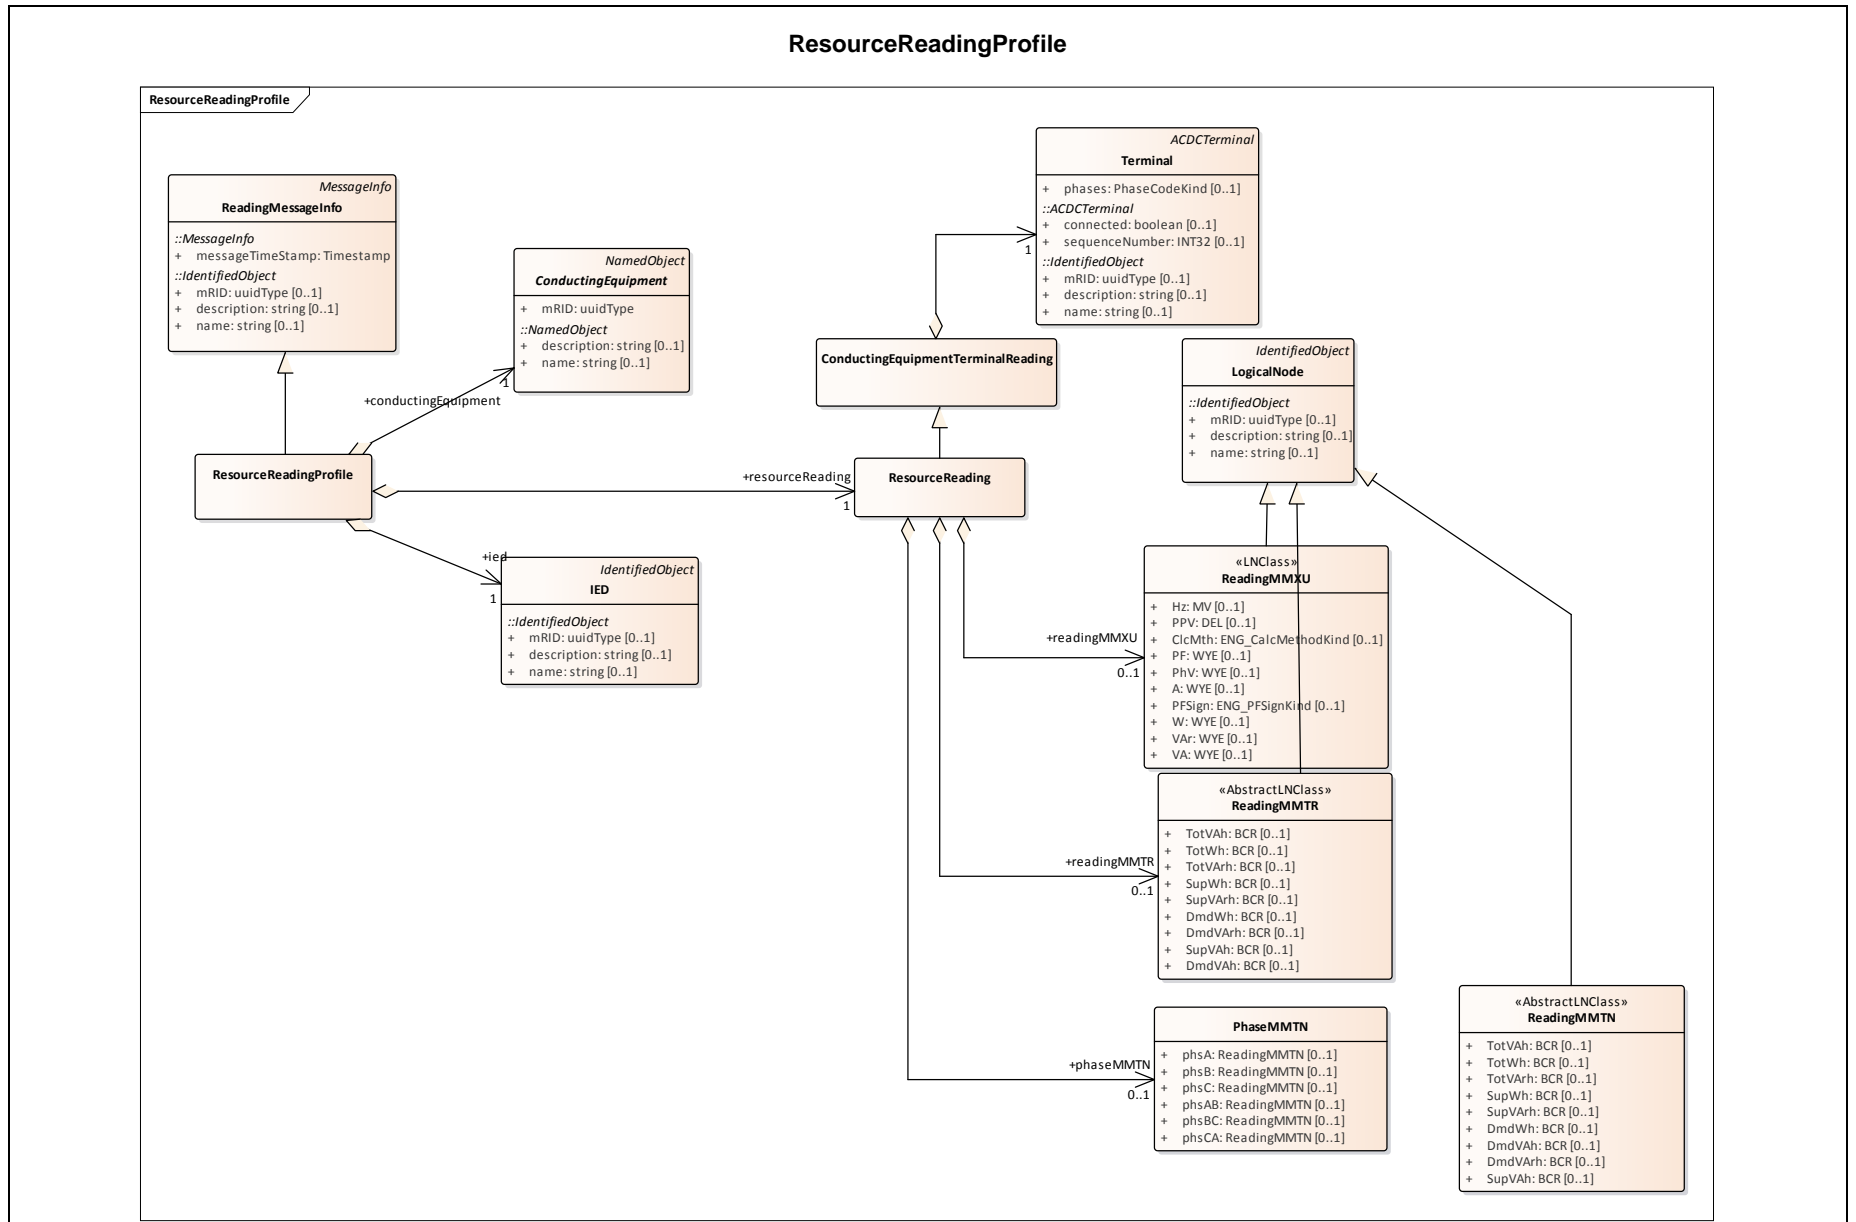 ResourceReadingProfile
ResourceReadingProfile
MessageInfo
ReadingMessageInfo
::MessageInfo
+ messageTimeStamp: Timestamp
::IdentifiedObject
+ mRID: uuidType [0..1]
+ description: string [0..1]
+ name: string [0..1]
NamedObject
ConductingEquipment
+ mRID: uuidType
::NamedObject
+ description: string [0..1]
+ name: string [0..1]
ACDCTerminal
Terminal
+ phases: PhaseCodeKind [0..1]
::ACDCTerminal
+ connected: boolean [0..1]
+ sequenceNumber: INT32 [0..1]
::IdentifiedObject
+ mRID: uuidType [0..1]
+ description: string [0..1]
+ name: string [0..1]
1
ConductingEquipmentTerminalReading
IdentifiedObject
LogicalNode
::IdentifiedObject
+ mRID: uuidType [0..1]
+ description: string [0..1]
+ name: string [0..1]
1
+conductingEquipment
ResourceReadingProfile
+resourceReading
1
ResourceReading
+ied
1
IdentifiedObject
IED
::IdentifiedObject
+ mRID: uuidType [0..1]
+ description: string [0..1]
+ name: string [0..1]
+readingMMXU
0..1
«LNClass»
ReadingMMXU
+ Hz: MV [0..1]
+ PPV: DEL [0..1]
+ ClcMth: ENG_CalcMethodKind [0..1]
+ PF: WYE [0..1]
+ PhV: WYE [0..1]
+ A: WYE [0..1]
+ PFSign: ENG_PFSignKind [0..1]
+ W: WYE [0..1]
+ VAr: WYE [0..1]
+ VA: WYE [0..1]
+readingMMTR
0..1
«AbstractLNClass»
ReadingMMTR
+ TotVAh: BCR [0..1]
+ TotWh: BCR [0..1]
+ TotVArh: BCR [0..1]
+ SupWh: BCR [0..1]
+ SupVArh: BCR [0..1]
+ DmdWh: BCR [0..1]
+ DmdVArh: BCR [0..1]
+ SupVAh: BCR [0..1]
+ DmdVAh: BCR [0..1]
+phaseMMTN
0..1
PhaseMMTN
+ phsA: ReadingMMTN [0..1]
+ phsB: ReadingMMTN [0..1]
+ phsC: ReadingMMTN [0..1]
+ phsAB: ReadingMMTN [0..1]
+ phsBC: ReadingMMTN [0..1]
+ phsCA: ReadingMMTN [0..1]
«AbstractLNClass»
ReadingMMTN
+ TotVAh: BCR [0..1]
+ TotWh: BCR [0..1]
+ TotVArh: BCR [0..1]
+ SupWh: BCR [0..1]
+ SupVArh: BCR [0..1]
+ DmdWh: BCR [0..1]
+ DmdVAh: BCR [0..1]
+ DmdVArh: BCR [0..1]
+ SupVAh: BCR [0..1]